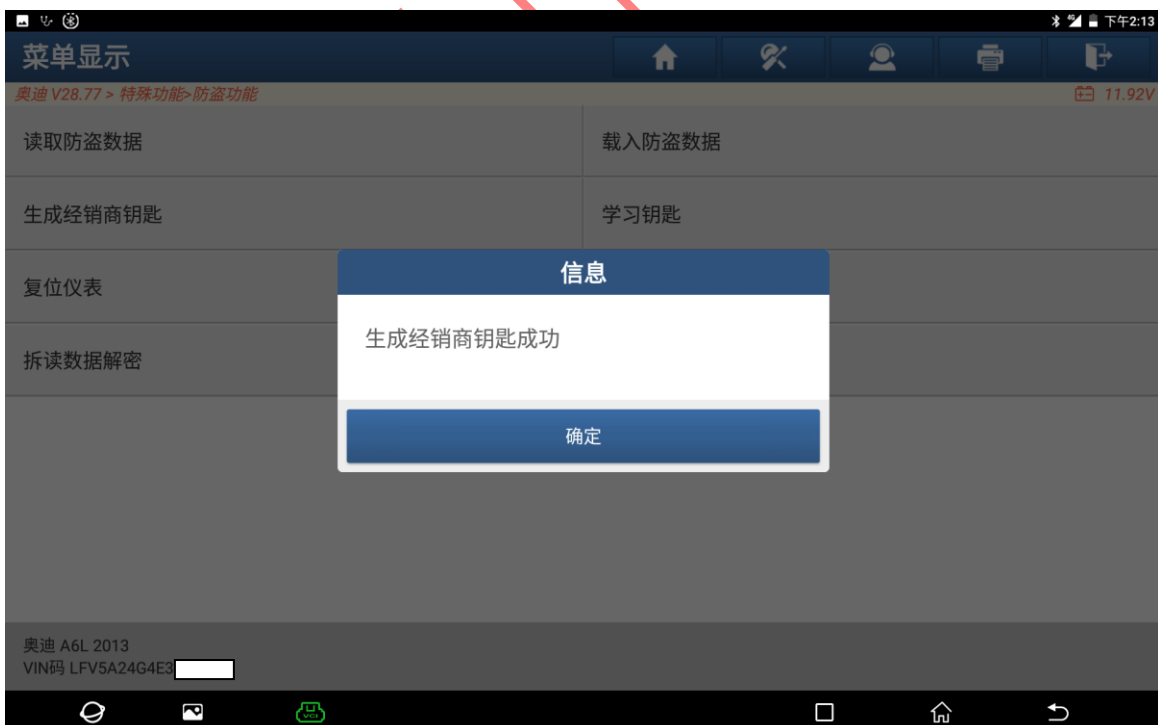 下午2:13
菜单显示
奥迪 V28.77 > 特殊功能>防盗功能
11.92V
读取防盗数据
载入防盗数据
生成经销商钥匙
学习钥匙
复位仪表
信息
生成经销商钥匙成功
拆读数据解密
确定
奥迪 A6L 2013
VIN码 LFV5A24G4E3
VCI